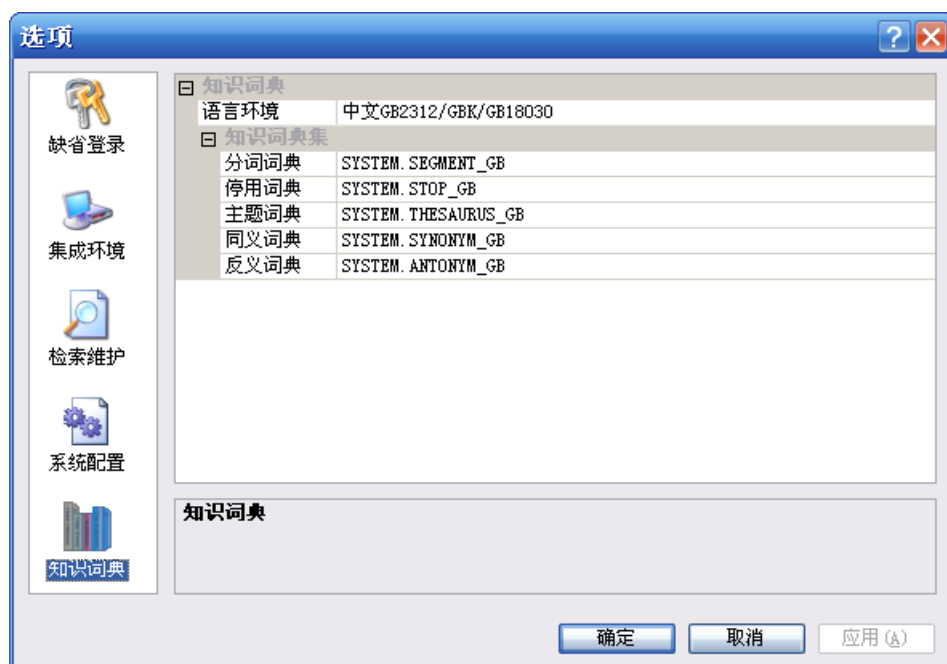 选项
缺省登录
集成环境
检索维护
系统配置
知识词典
知识词典
语言环境 中文GB2312/GBK/GB18030
知识词典集
分词词典 SYSTEM.SEGMENT_GB
停用词典 SYSTEM.STOP_GB
主题词典 SYSTEM.THESAURUS_GB
同义词典 SYSTEM.SYNONYM_GB
反义词典 SYSTEM.ANTONYM_GB
知识词典
确定 取消 应用(A)